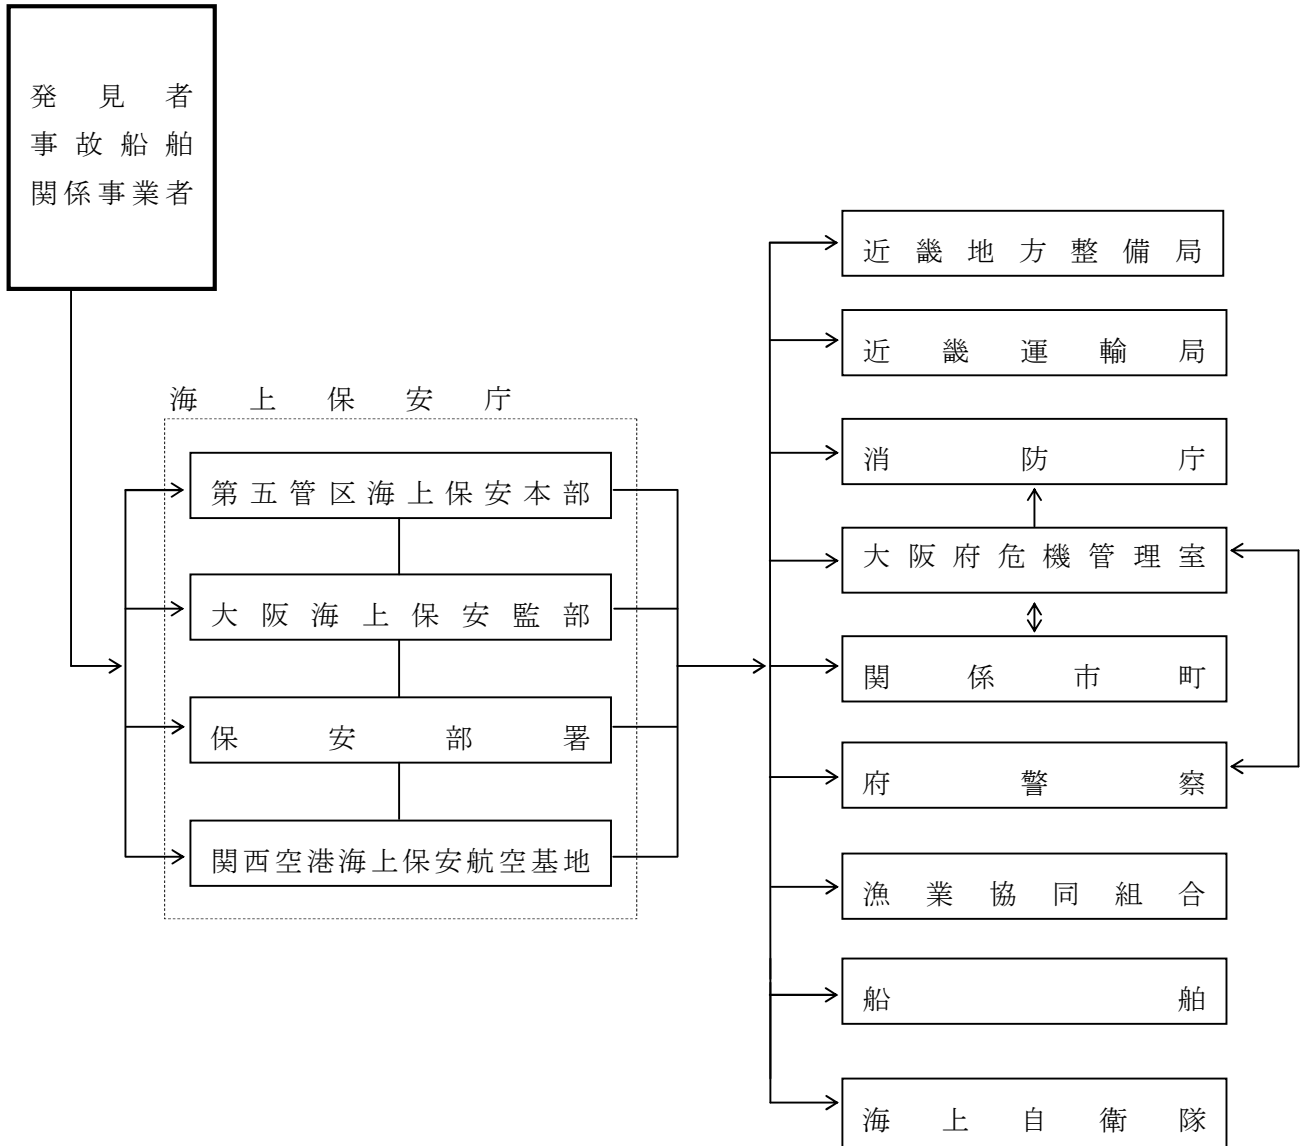 発見者
事故船舶
関係事業者
海上保安庁
第五管区海上保安本部
大阪海上保安監部
保安部署
関西空港海上保安航空基地
近畿地方整備局
近畿運輸局
消防庁
大阪府危機管理室
関係市町
府警察
漁業協同組合
船舶
海上自衛隊